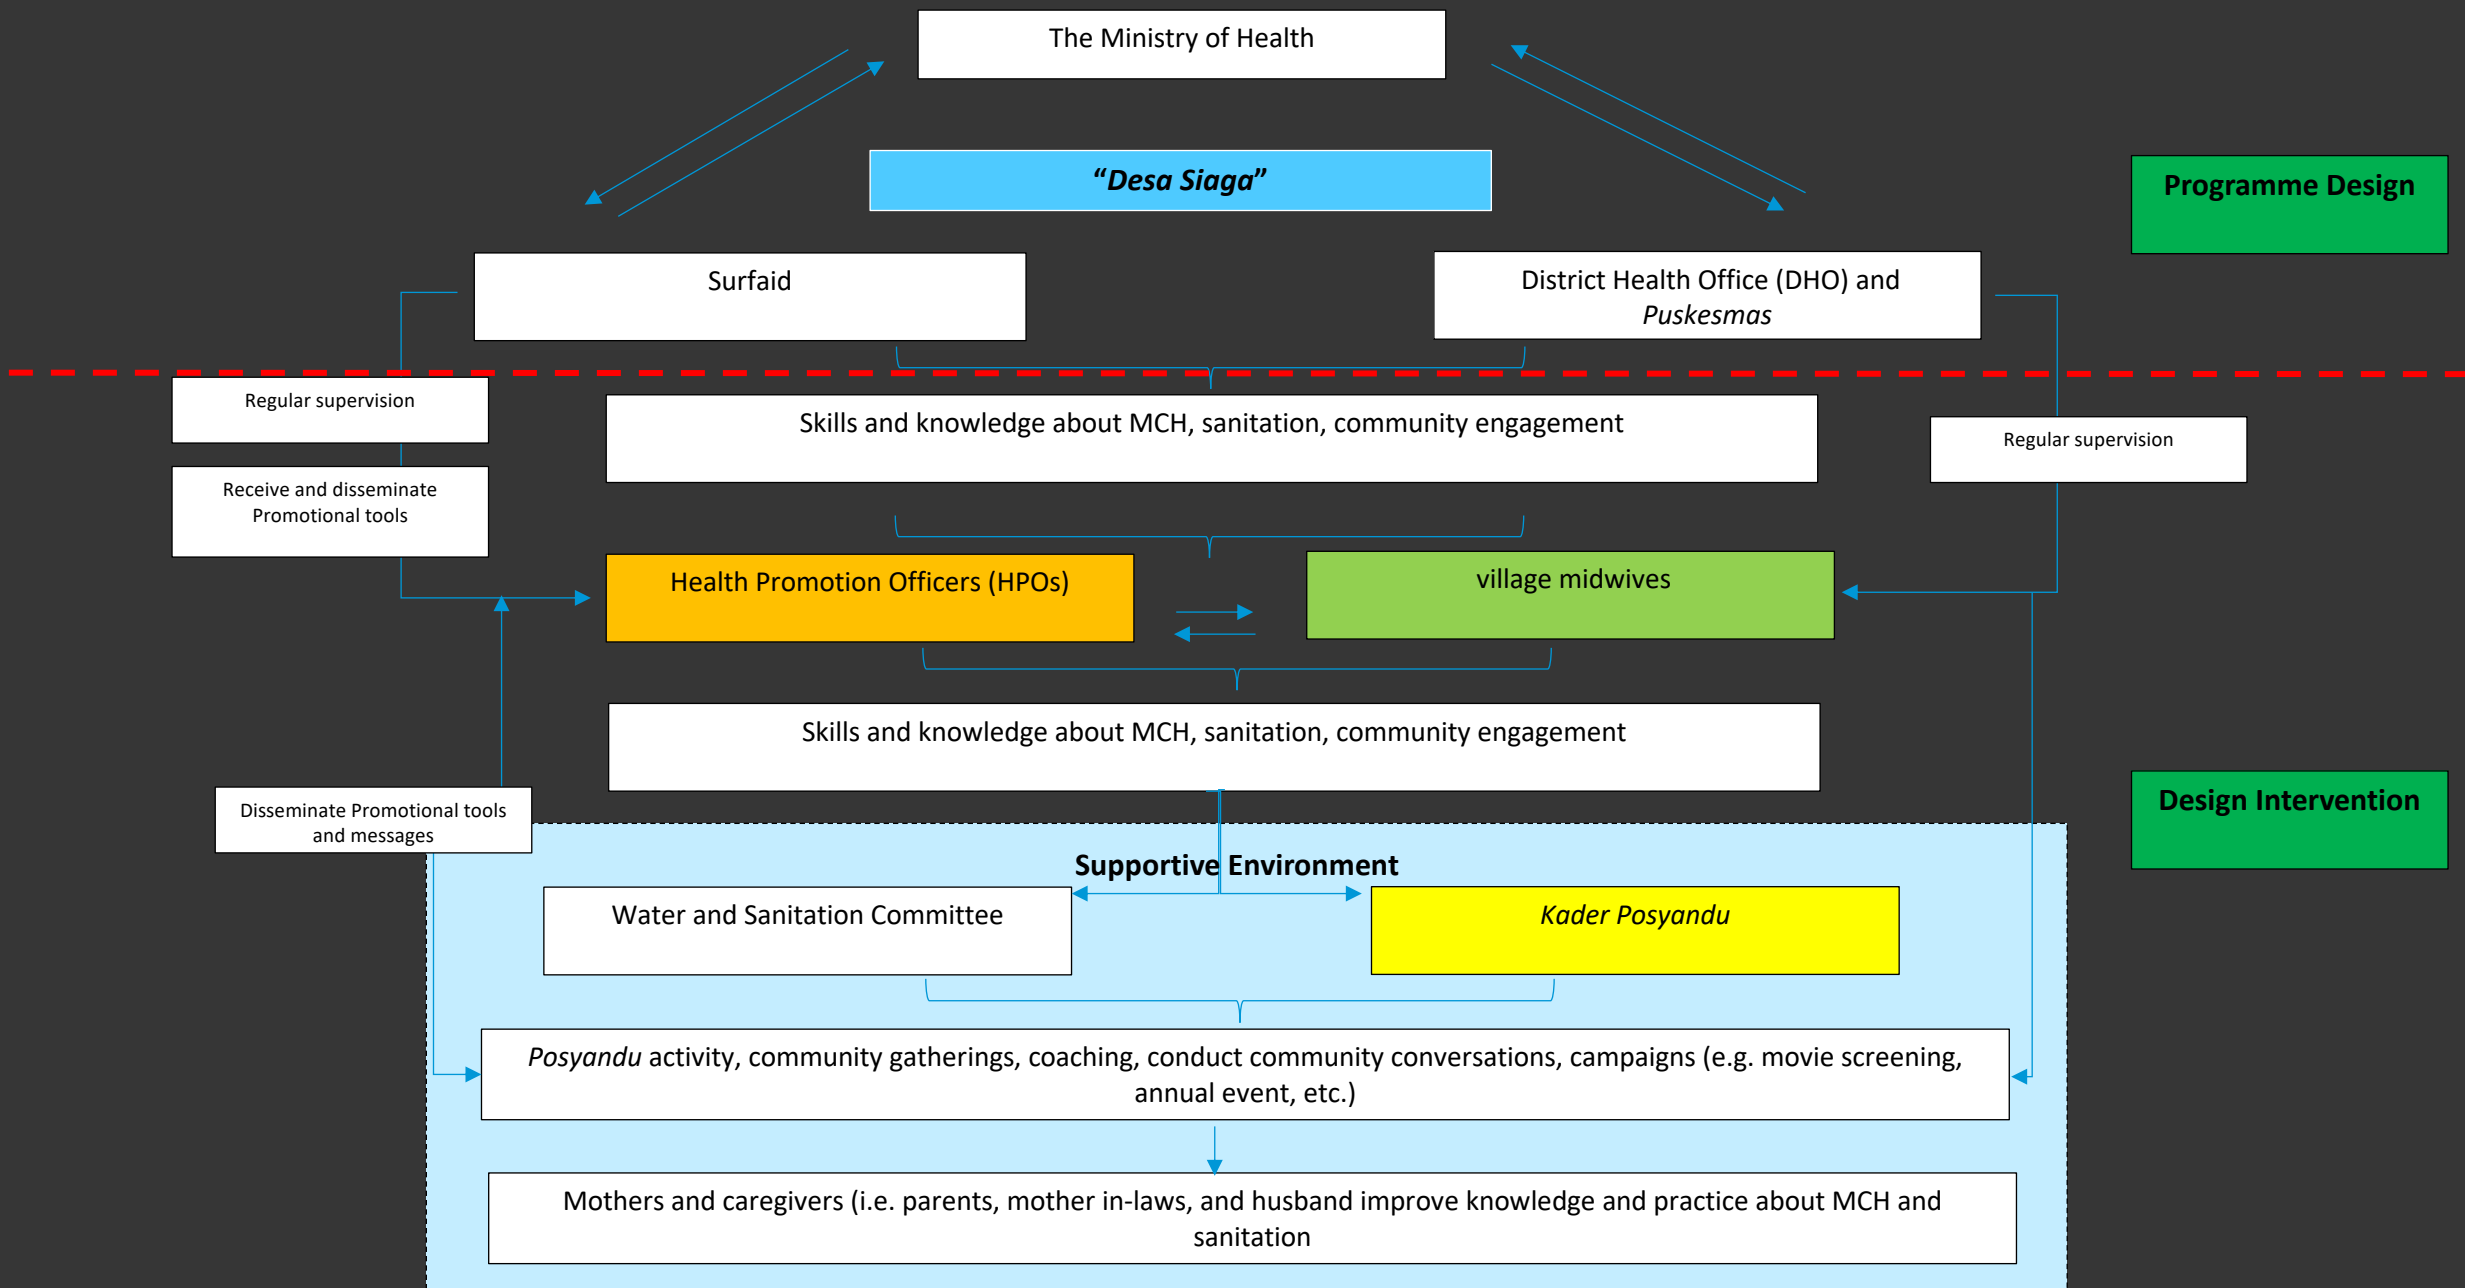 The Ministry of Health
“Desa Siaga”
Programme Design
Surfaid
District Health Office (DHO) and
Puskesmas
Regular supervision
Skills and knowledge about MCH, sanitation, community engagement
Regular supervision
Receive and disseminate
Promotional tools
Health Promotion Officers (HPOs)
village midwives
Skills and knowledge about MCH, sanitation, community engagement
Disseminate Promotional tools
and messages
Design Intervention
Supportive Environment
Water and Sanitation Committee
Kader Posyandu
Posyandu activity, community gatherings, coaching, conduct community conversations, campaigns (e.g. movie screening,
annual event, etc.)
Mothers and caregivers (i.e. parents, mother in-laws, and husband improve knowledge and practice about MCH and
sanitation